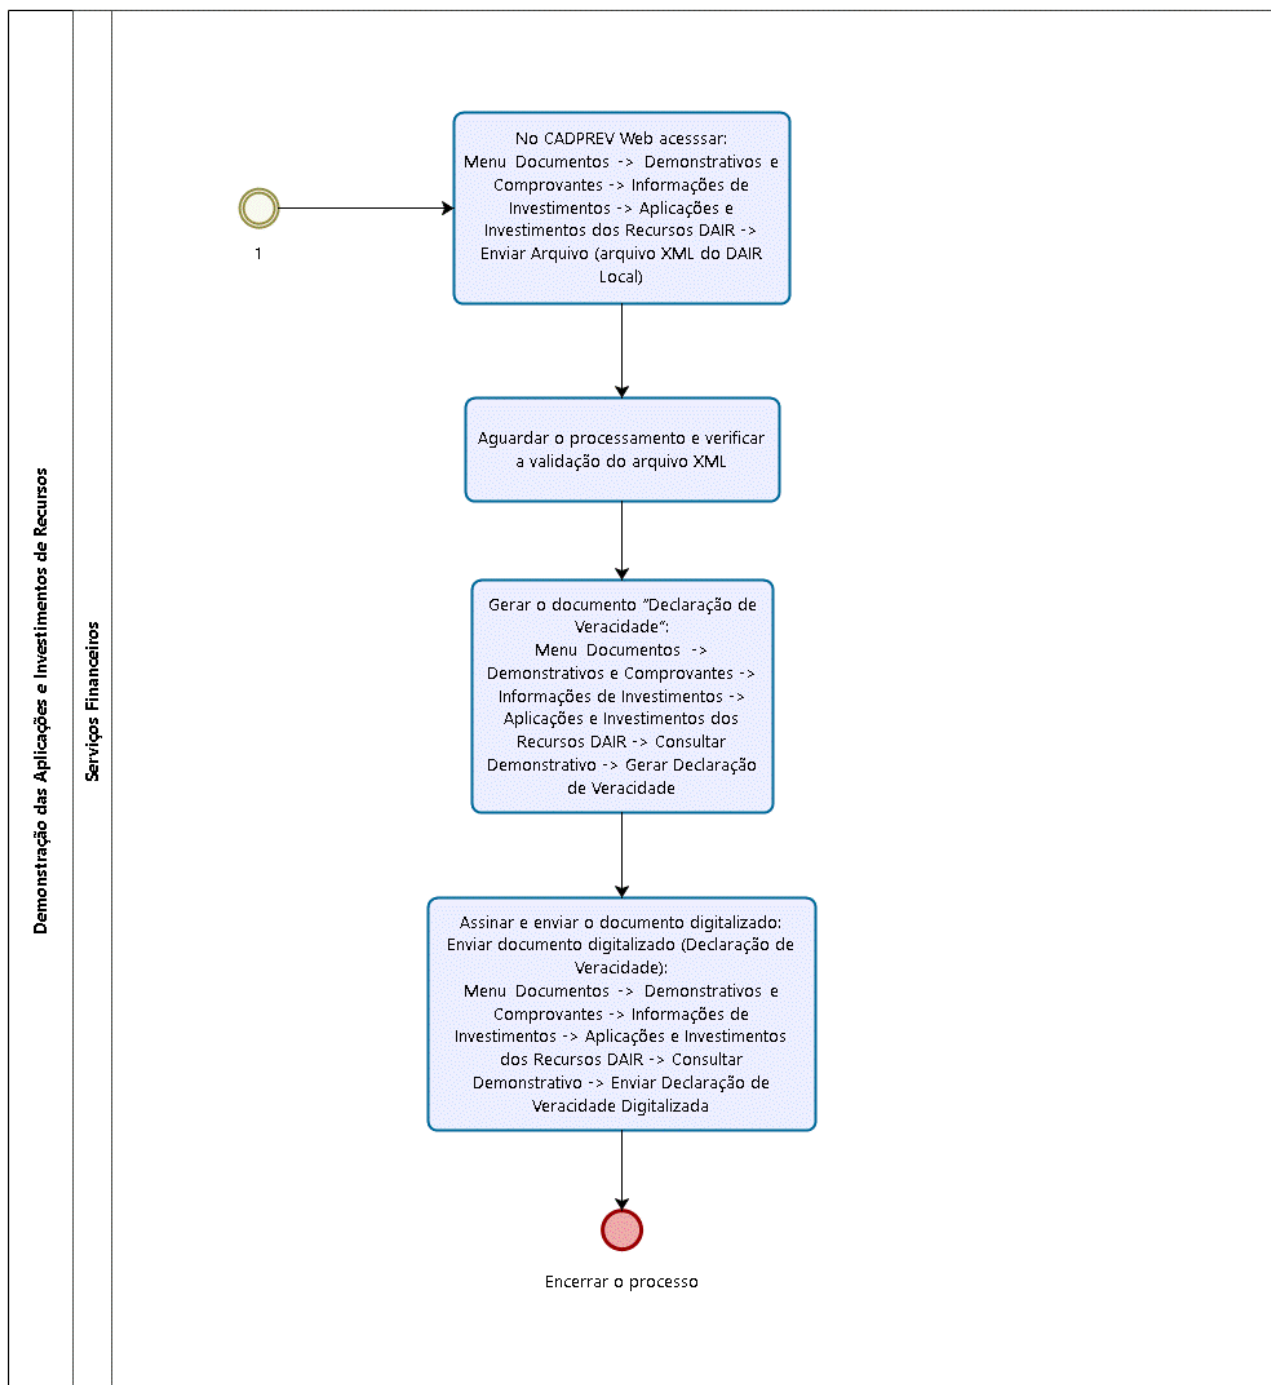 Demonstração das Aplicações e Investimentos de Recursos
Serviços Financeiros
1
No CADPREV Web acesssar:
Menu Documentos -> Demonstrativos e
Comprovantes -> Informações de
Investimentos -> Aplicações e
Investimentos dos Recursos DAIR ->
Enviar Arquivo (arquivo XML do DAIR
Local)
Aguardar o processamento e verificar
a validação do arquivo XML
Gerar o documento “Declaração de
Veracidade“:
Menu Documentos ->
Demonstrativos e Comprovantes ->
Informações de Investimentos ->
Aplicações e Investimentos dos
Recursos DAIR -> Consultar
Demonstrativo -> Gerar Declaração
de Veracidade
Assinar e enviar o documento digitalizado:
Enviar documento digitalizado (Declaração de
Veracidade):
Menu Documentos -> Demonstrativos e
Comprovantes -> Informações de
Investimentos -> Aplicações e Investimentos
dos Recursos DAIR -> Consultar
Demonstrativo -> Enviar Declaração de
Veracidade Digitalizada
Encerrar o processo